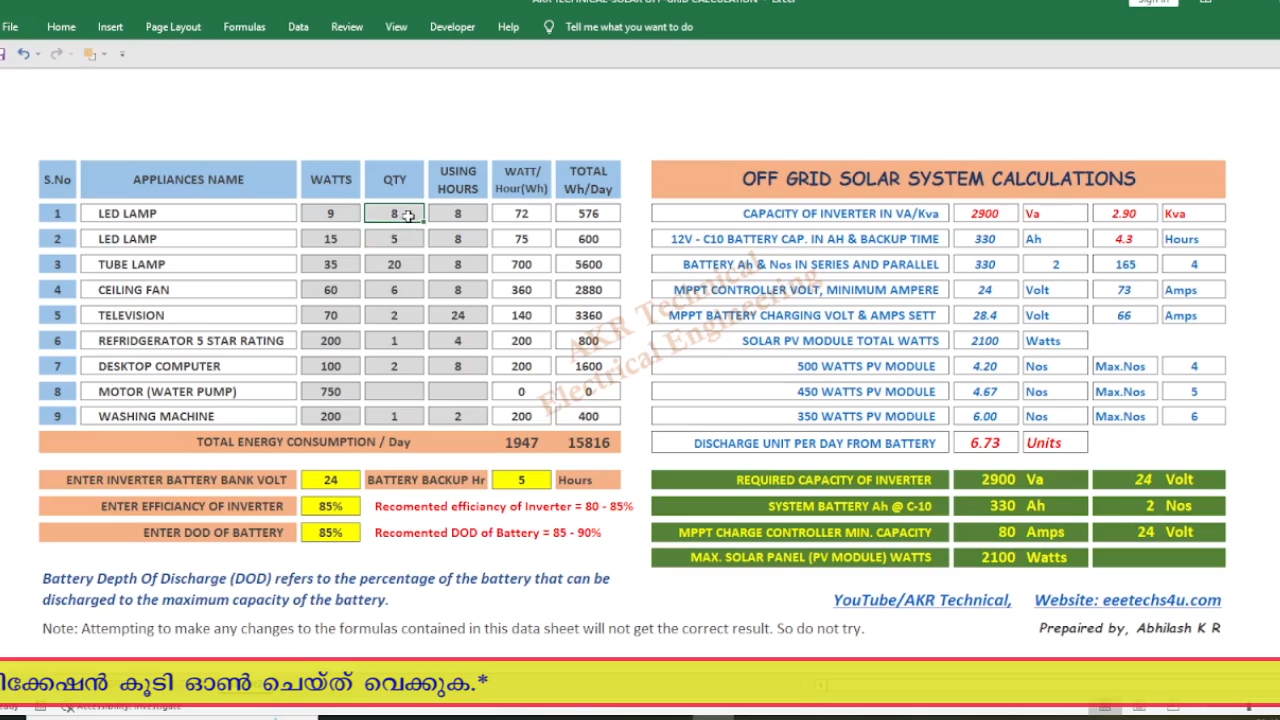 File Home Insert Page Layout Formulas Data Review View Developer Help Tell me what you want to do
S.No APPLIANCES NAME WATTS QTY USING HOURS WATT/ Hour(Wh) TOTAL Wh/Day
1 LED LAMP 9 8 8 72 576
2 LED LAMP 15 5 8 75 600
3 TUBE LAMP 35 20 8 700 5600
4 CEILING FAN 60 6 8 360 2880
5 TELEVISION 70 2 24 140 3360
6 REFRIDGERATOR 5 STAR RATING 200 1 4 200 800
7 DESKTOP COMPUTER 100 2 8 200 1600
8 MOTOR (WATER PUMP) 750 0 0
9 WASHING MACHINE 200 1 2 200 400
TOTAL ENERGY CONSUMPTION / Day 1947 15816
ENTER INVERTER BATTERY BANK VOLT 24 BATTERY BACKUP Hr 5 Hours
ENTER EFFICIANCY OF INVERTER 85% Recomented efficiancy of Inverter = 80 - 85%
ENTER DOD OF BATTERY 85% Recomented DOD of Battery = 85 - 90%
Battery Depth Of Discharge (DOD) refers to the percentage of the battery that can be
discharged to the maximum capacity of the battery.
Note: Attempting to make any changes to the formulas contained in this data sheet will not get the correct result. So do not try.
OFF GRID SOLAR SYSTEM CALCULATIONS
CAPACITY OF INVERTER IN VA/Kva 2900 Va 2.90 Kva
12V - C10 BATTERY CAP. IN AH & BACKUP TIME 330 Ah 4.3 Hours
BATTERY Ah & Nos IN SERIES AND PARALLEL 330 2 165 4
MPPT CONTROLLER VOLT, MINIMUM AMPERE 24 Volt 73 Amps
MPPT BATTERY CHARGING VOLT & AMPS SETT 28.4 Volt 66 Amps
SOLAR PV MODULE TOTAL WATTS 2100 Watts
500 WATTS PV MODULE 4.20 Nos Max.Nos 4
450 WATTS PV MODULE 4.67 Nos Max.Nos 5
350 WATTS PV MODULE 6.00 Nos Max.Nos 6
DISCHARGE UNIT PER DAY FROM BATTERY 6.73 Units
REQUIRED CAPACITY OF INVERTER 2900 Va 24 Volt
SYSTEM BATTERY Ah @ C-10 330 Ah 2 Nos
MPPT CHARGE CONTROLLER MIN. CAPACITY 80 Amps 24 Volt
MAX. SOLAR PANEL (PV MODULE) WATTS 2100 Watts
YouTube/AKR Technical, Website: eeetechs4u.com
Prepaired by, Abhilash K R
AKR Technical
Electrical Engineering
കൂടി ഓൺ ചെയ്ത് വെക്കുക.*